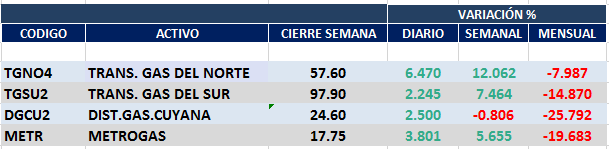 VARIACIÓN %
CODIGO ACTIVO CIERRE SEMANA DIARIO SEMANAL MENSUAL
TGNO4 TRANS. GAS DEL NORTE 57.60 6.470 12.062 -7.987
TGSU2 TRANS. GAS DEL SUR 97.90 2.245 7.464 -14.870
DGCU2 DIST.GAS.CUYANA 24.60 2.500 -0.806 -25.792
METR METROGAS 17.75 3.801 5.655 -19.683